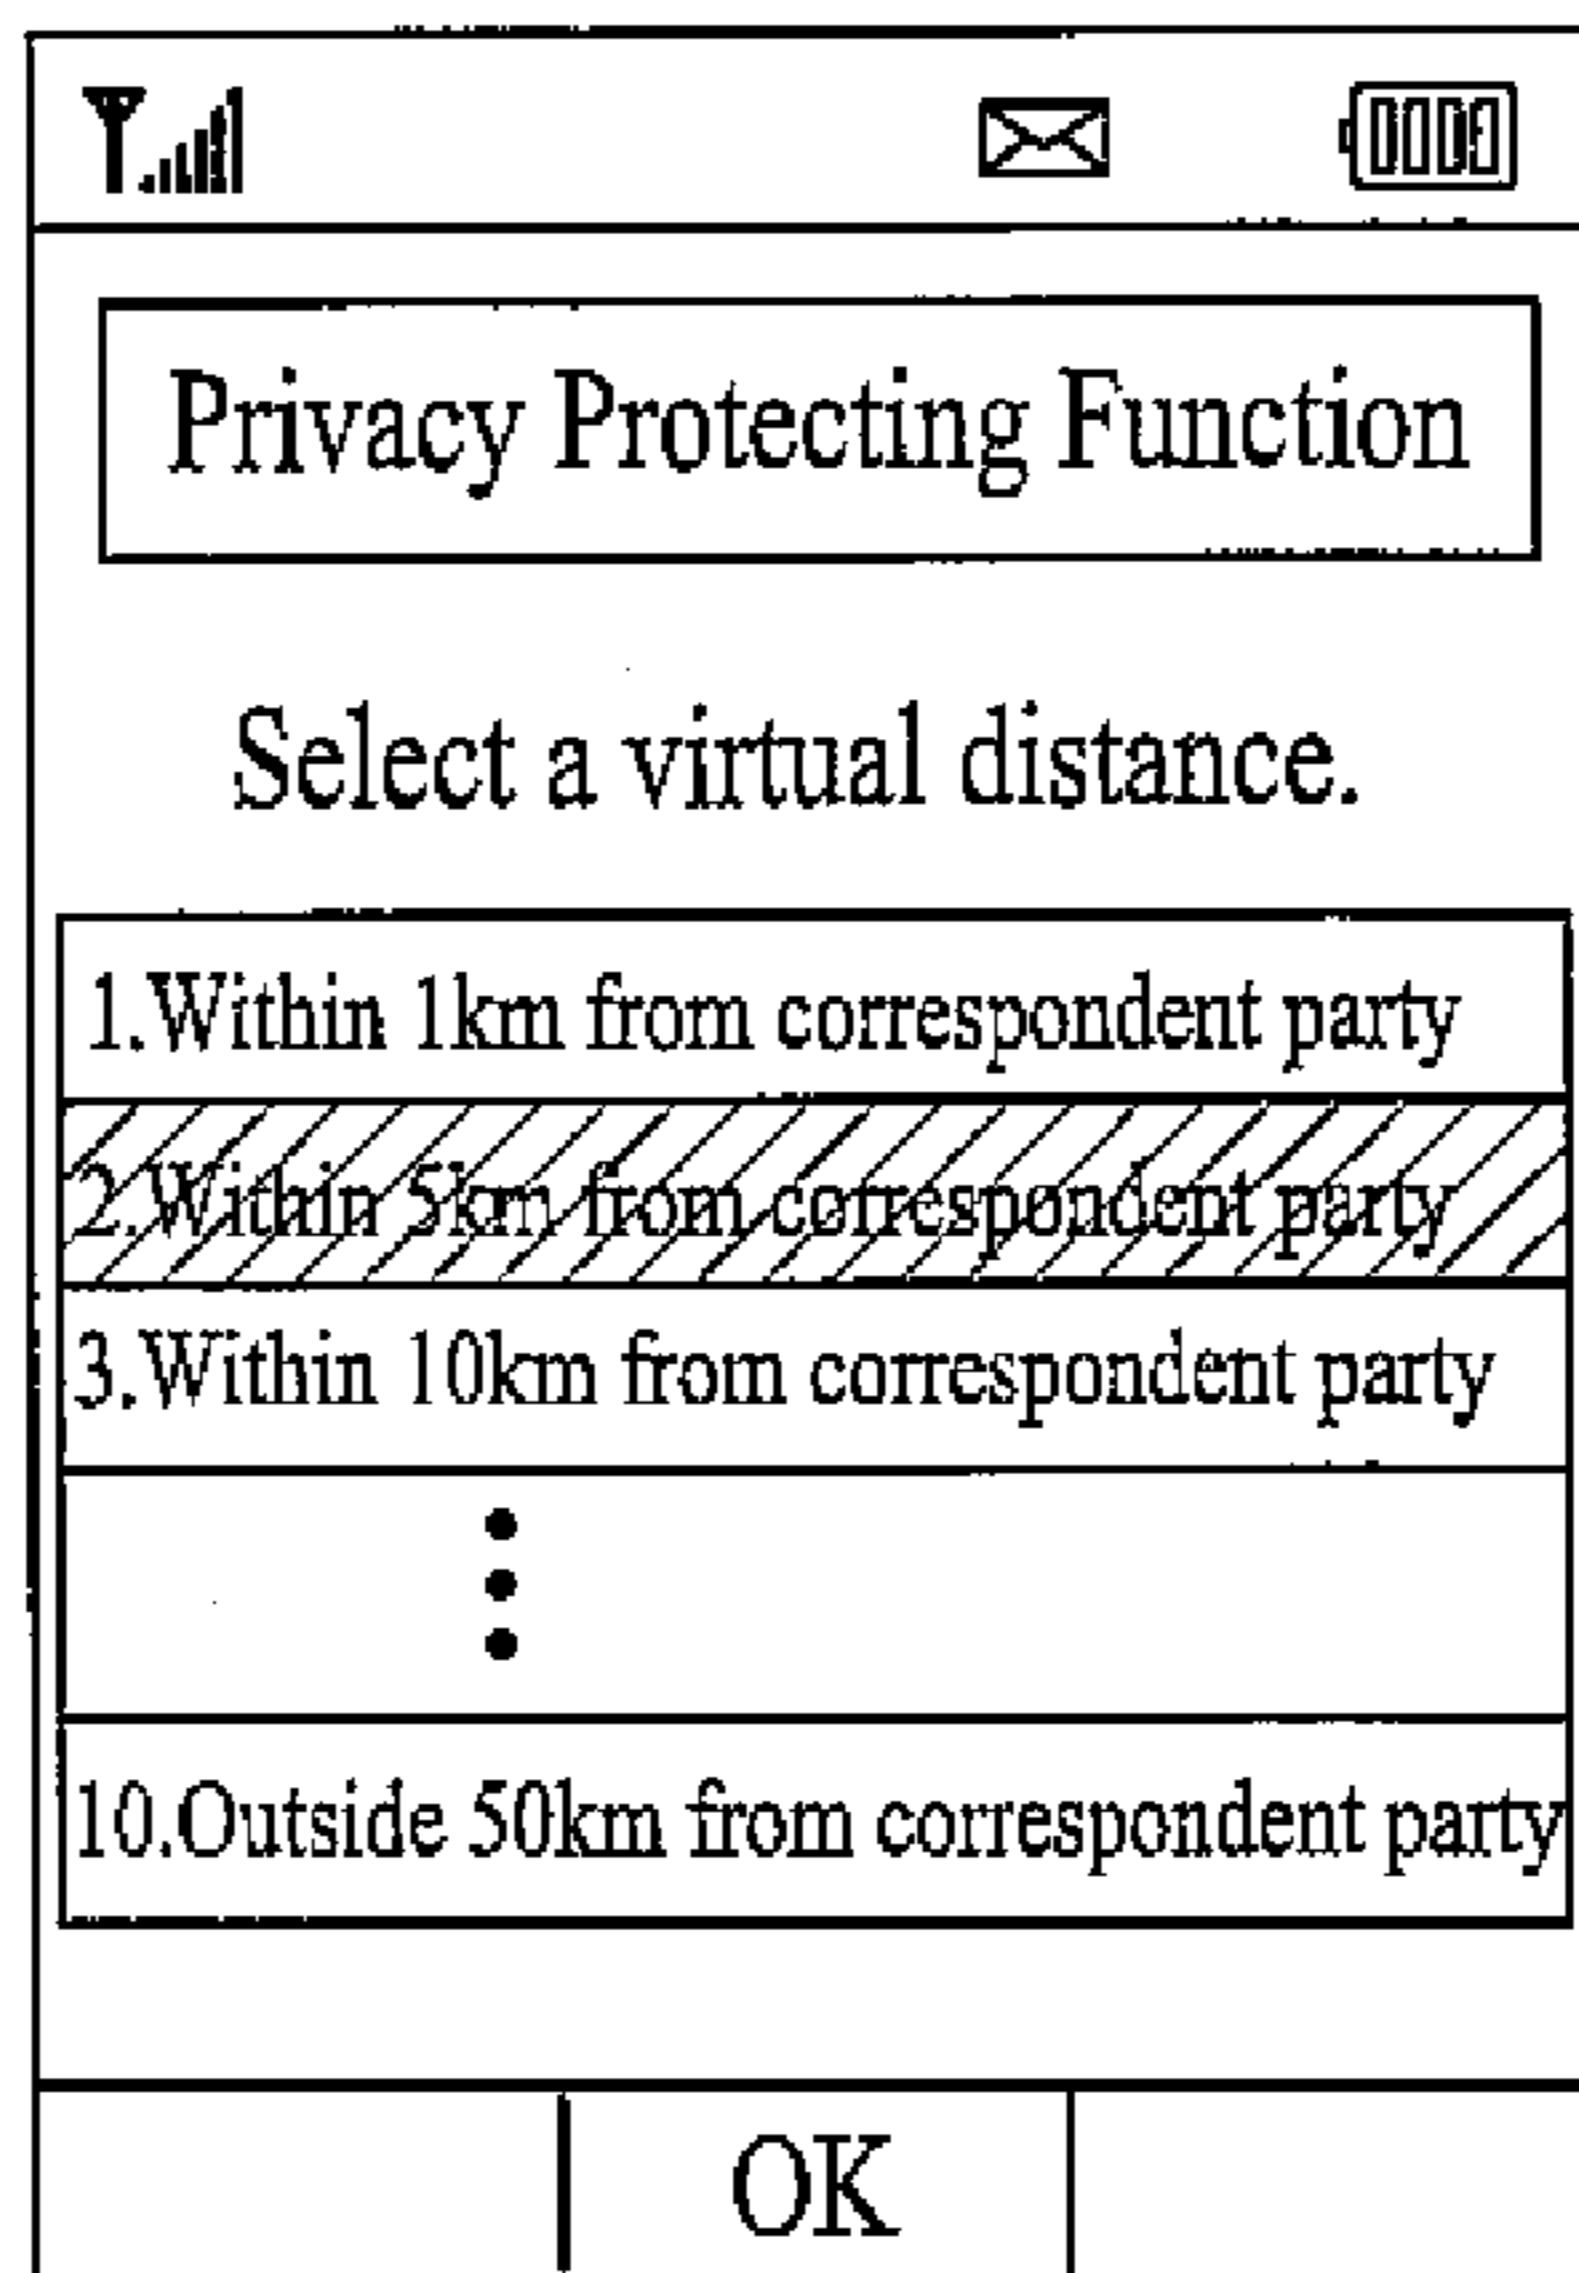 Privacy Protecting Function
Select a virtual distance.
1.Within 1km from correspondent party
2.Within 5km from correspondent party
3.Within 10km from correspondent party
10.Outside 50km from correspondent party
OK